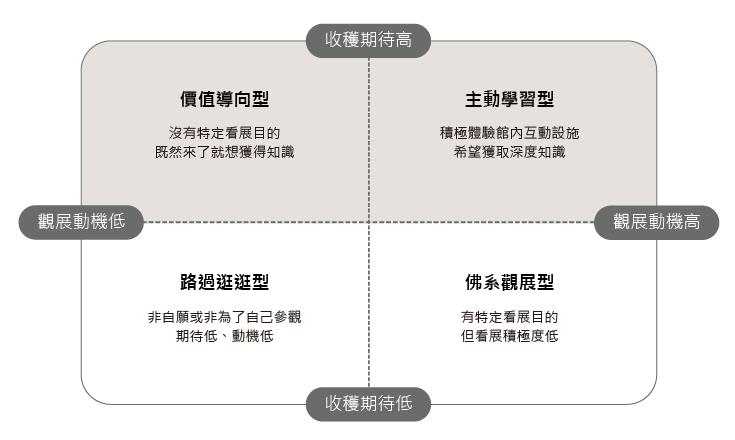 收穫期待高
價值導向型
沒有特定看展目的
既然來了就想獲得知識
主動學習型
積極體驗館內互動設施
希望獲取深度知識
觀展動機低
觀展動機高
路過逛逛型
非自願或非為了自己參觀
期待低、動機低
佛系觀展型
有特定看展目的
但看展積極度低
收穫期待低